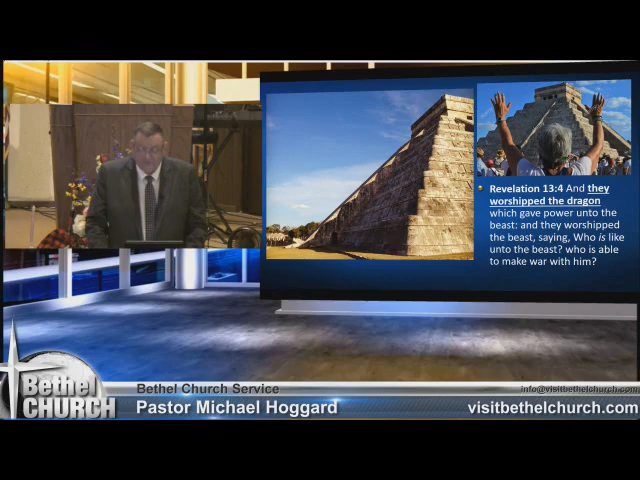 Revelation 13:4 And they
worshipped the dragon
which gave power unto the
beast: and they worshipped
the beast, saying, Who is like
unto the beast? who is able
to make war with him?
Bethel
CHURCH
Bethel Church Service
Pastor Michael Hoggard
info@visitbethelchurch.com
visitbethelchurch.com